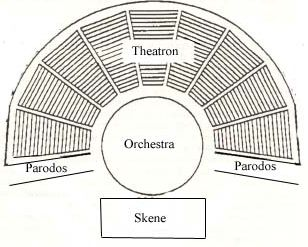 Theatron
Orchestra
Parodos
Parodos
Skene